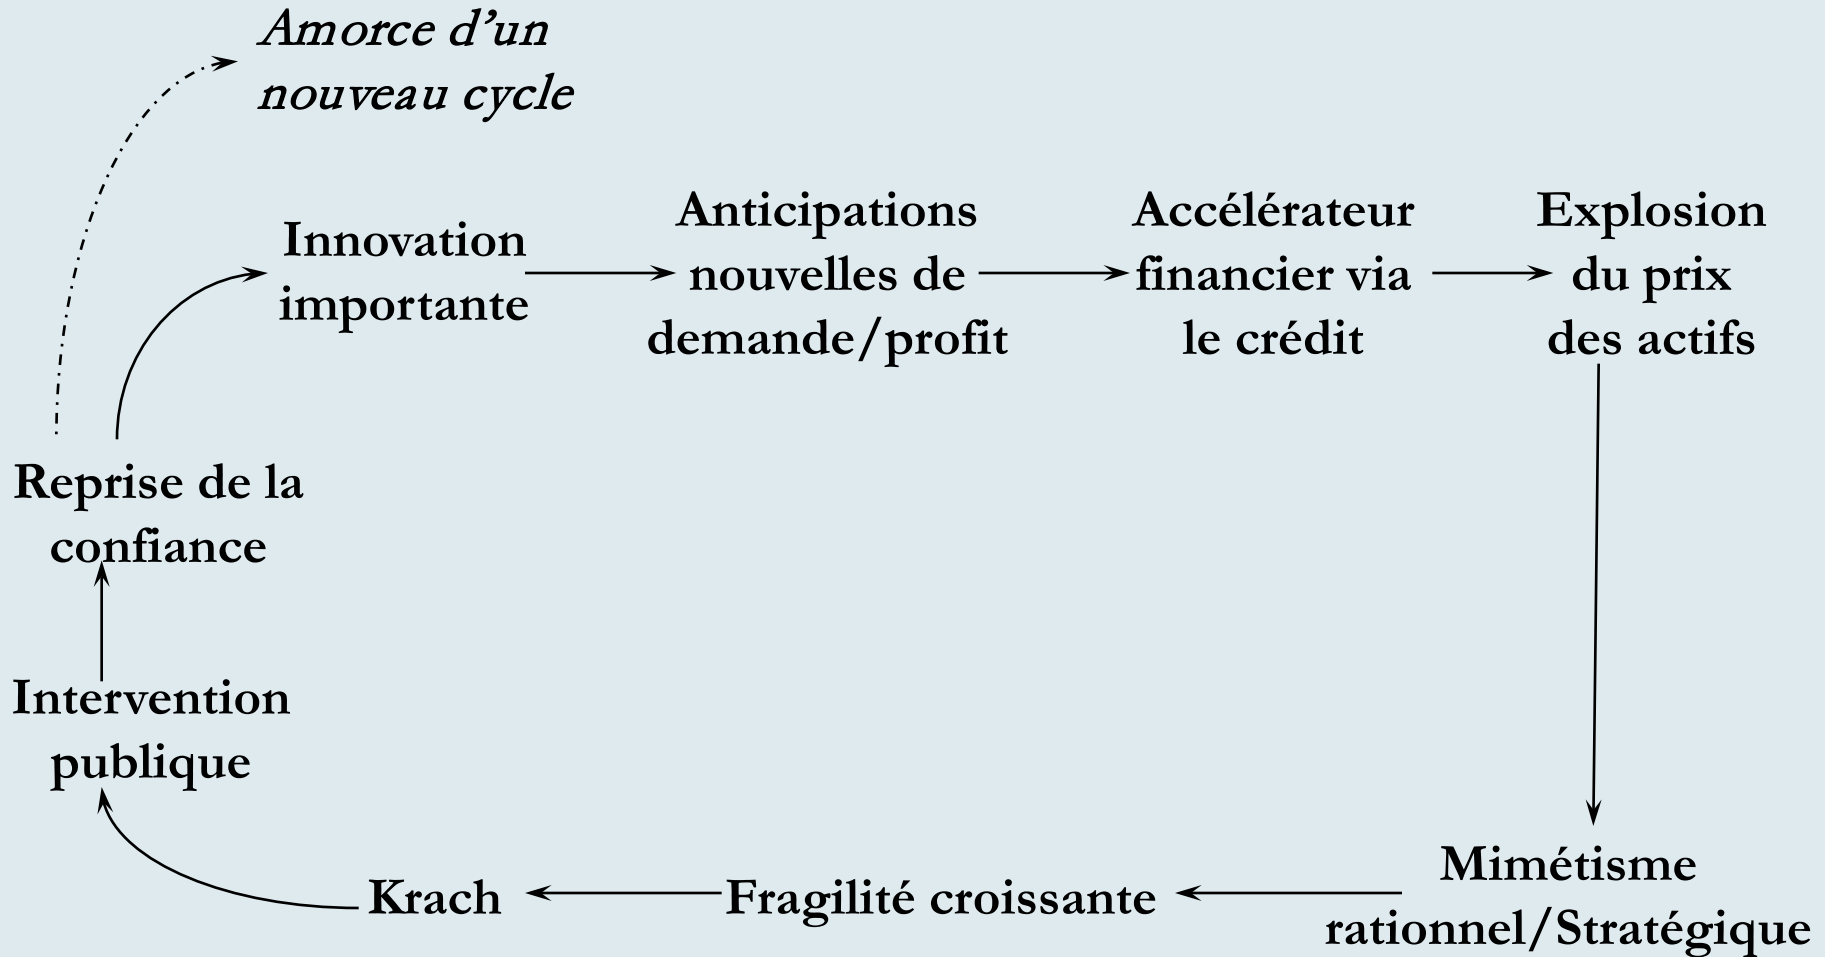 Amorce d’un
nouveau cycle
Innovation
importante
Anticipations
nouvelles de
demande/profit
Accélérateur
financier via
le crédit
Explosion
du prix
des actifs
Reprise de la
confiance
Intervention
publique
Krach
Fragilité croissante
Mimétisme
rationnel/Stratégique